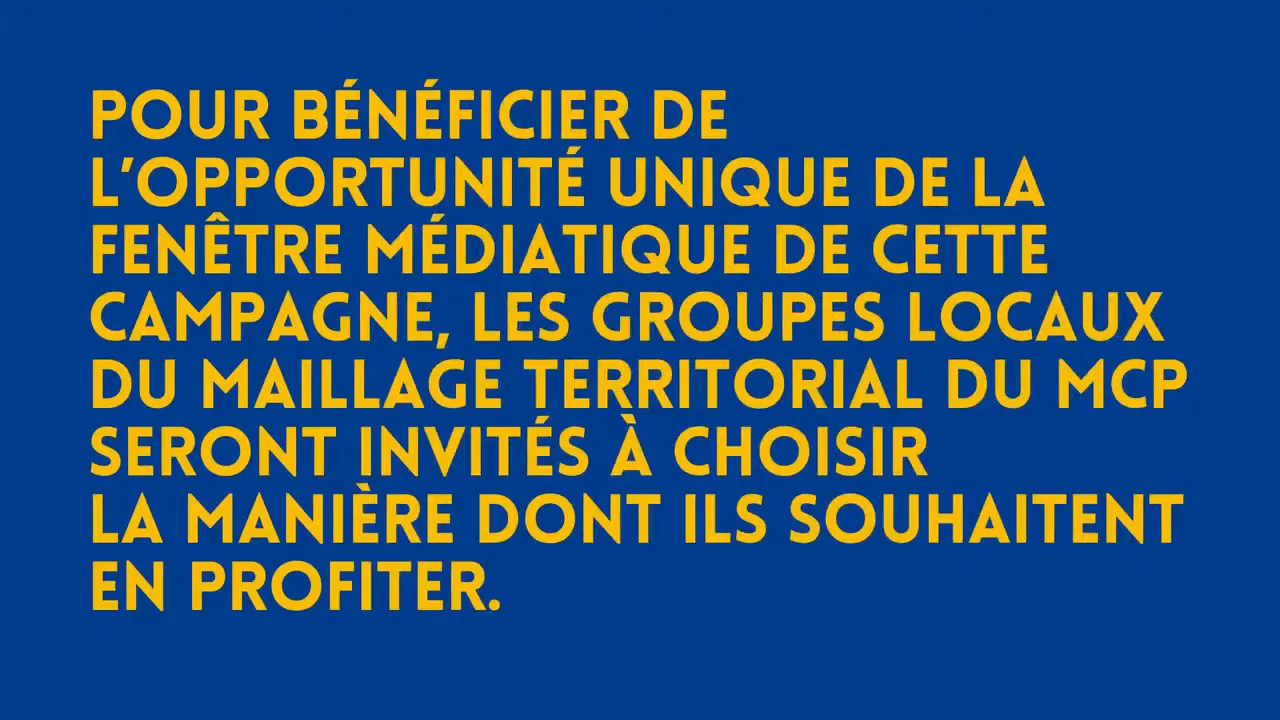 POUR BÉNÉFICIER DE
L'OPPORTUNITÉ UNIQUE DE LA
FENÊTRE MÉDIATIQUE DE CETTE
CAMPAGNE, LES GROUPES LOCAUX
DU MAILLAGE TERRITORIAL DU MCP
SERONT INVITÉS À CHOISIR
LA MANIÈRE DONT ILS SOUHAITENT
EN PROFITER.